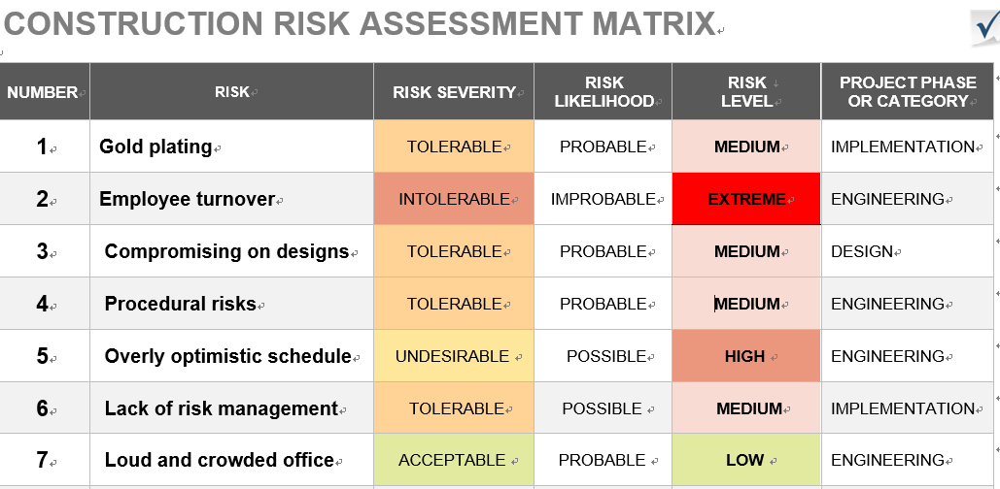 CONSTRUCTION RISK ASSESSMENT MATRIX
NUMBER RISK RISK SEVERITY RISK LIKELIHOOD RISK LEVEL PROJECT PHASE OR CATEGORY
1 Gold plating TOLERABLE PROBABLE MEDIUM IMPLEMENTATION
2 Employee turnover INTOLERABLE IMPROBABLE EXTREME ENGINEERING
3 Compromising on designs TOLERABLE PROBABLE MEDIUM DESIGN
4 Procedural risks TOLERABLE PROBABLE MEDIUM ENGINEERING
5 Overly optimistic schedule UNDESIRABLE POSSIBLE HIGH ENGINEERING
6 Lack of risk management TOLERABLE POSSIBLE MEDIUM IMPLEMENTATION
7 Loud and crowded office ACCEPTABLE PROBABLE LOW ENGINEERING